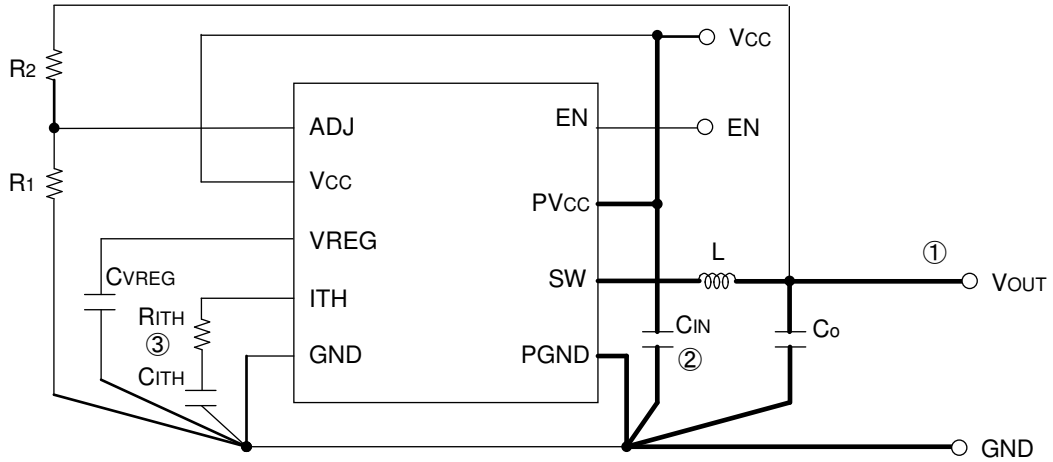 VCC
R2
ADJ
EN
EN
R1
VCC
PVCC
VREG
CVREG
L
①
SW
VOUT
ITH
RITH
③
CIN
CO
②
GND
PGND
CITH
GND